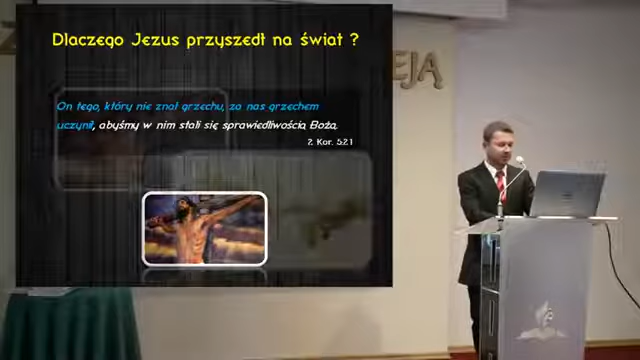 Dlaczego Jezus przyszedł na świat ?
On tego, który nie znał grzechu, za nas grzechem
uczynił, abyśmy w nim stali się sprawiedliwością Bożą.
2. Kor. 5:21
EJA